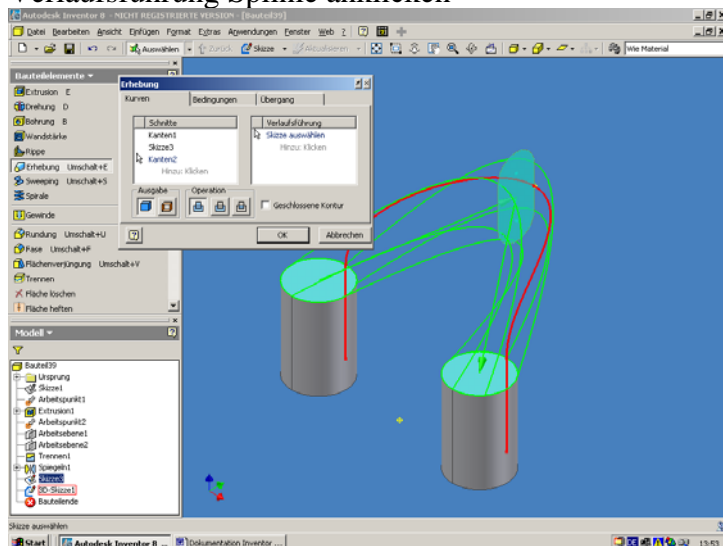 Verlaufsführung Splinie anklicken
Autodesk Inventor 8 - NICHT REGISTRIERTE VERSION - [Bauteil39]
Datei Bearbeiten Ansicht Einfügen Format Extras Anwendungen Fenster Web ?
Auswählen Zurück Skizze Aktualisieren Wie Material
Bauteilelemente
Extrusion E
Drehung D
Bohrung B
Wandstärke
Rippe
Erhebung Umschalt+E
Sweeping Umschalt+S
Spirale
Gewinde
Rundung Umschalt+U
Fase Umschalt+F
Flächenverjüngung Umschalt+V
Trennen
Fläche löschen
Fläche heften
Erhebung
Kurven Bedingungen Übergang
Schnitte Verlaufsführung
Kanten1 Skizze auswählen
Skizze3 Hinzu: Klicken
Kanten2
Hinzu: Klicken
Ausgabe Operation
Geschlossene Kontur
OK Abbrechen
Modell
Bauteil39
Ursprung
Skizze1
Arbeitspunkt1
Extrusion1
Arbeitspunkt2
Arbeitsebene1
Arbeitsebene2
Trennen1
Spiegeln1
Skizze3
3D-Skizze1
Bauteilende
Skizze auswählen
Start Autodesk Inventor 8 ... Dokumentation Inventor ... 13:53